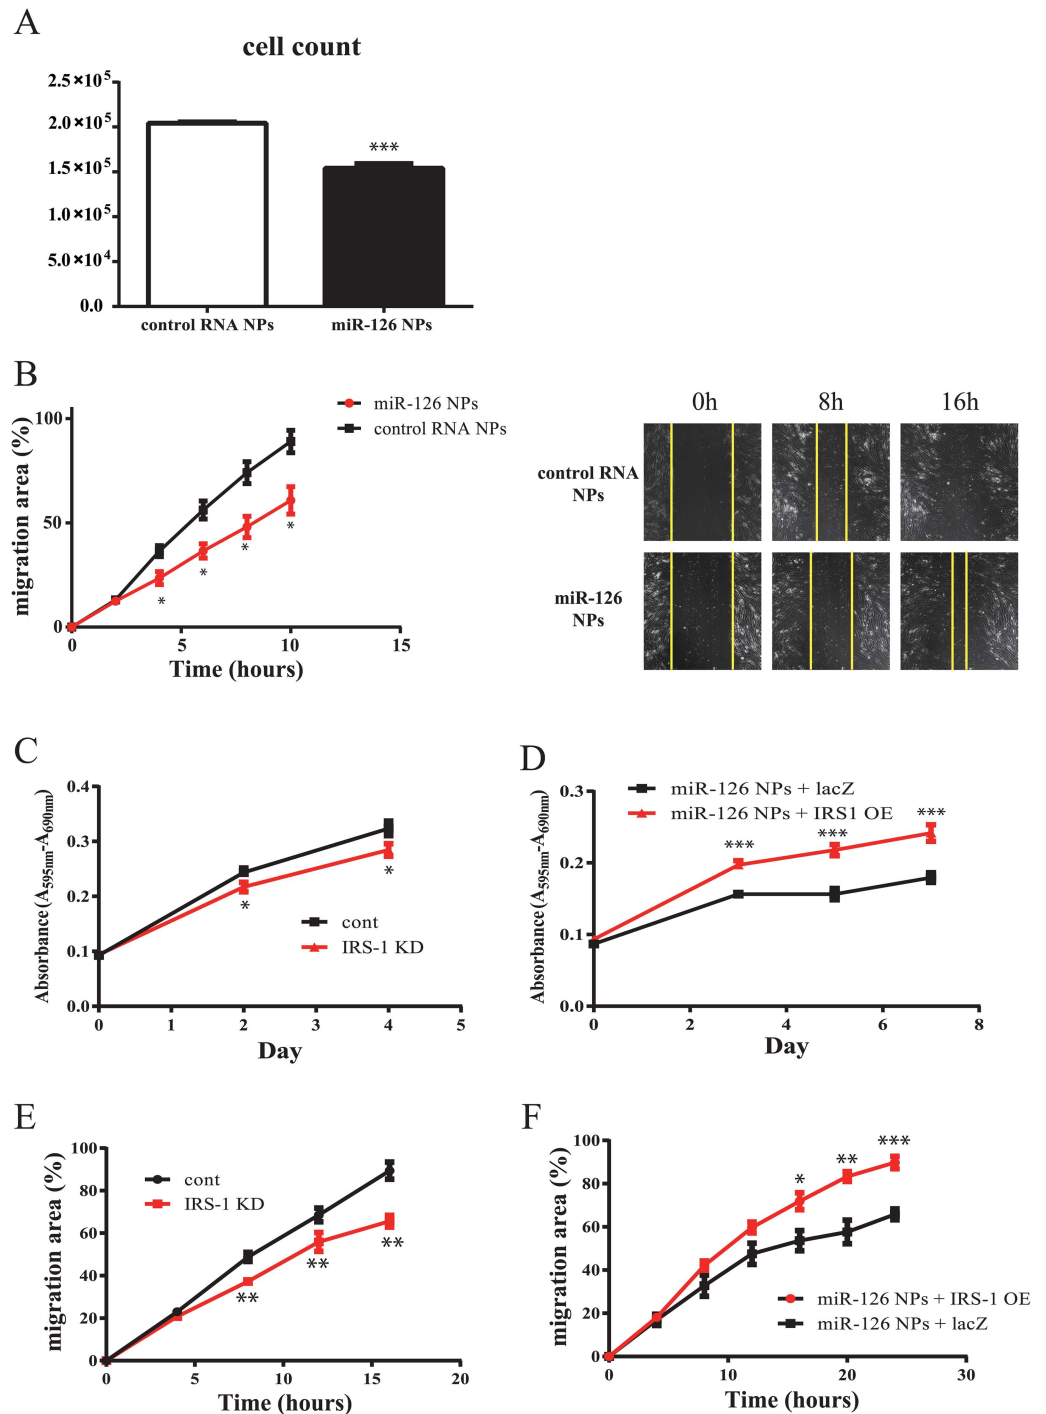 A
cell count
2.5×10⁵
2.0×10⁵
1.5×10⁵
1.0×10⁵
5.0×10⁴
0.0
***
control RNA NPs
miR-126 NPs
B
miR-126 NPs
control RNA NPs
migration area (%)
100
50
0
0
5
10
15
*
*
*
*
Time (hours)
0h
8h
16h
control RNA
NPs
miR-126
NPs
C
Absorbance (A595nm-A690nm)
0.4
0.3
0.2
0.1
0.0
0
1
2
3
4
5
*
*
cont
IRS-1 KD
Day
D
Absorbance (A595nm-A690nm)
0.3
0.2
0.1
0.0
0
2
4
6
8
miR-126 NPs + lacZ
miR-126 NPs + IRS1 OE
***
***
***
Day
E
migration area (%)
100
80
60
40
20
0
0
5
10
15
20
cont
IRS-1 KD
**
**
**
Time (hours)
F
migration area (%)
100
80
60
40
20
0
0
10
20
30
*
**
***
miR-126 NPs + IRS-1 OE
miR-126 NPs + lacZ
Time (hours)